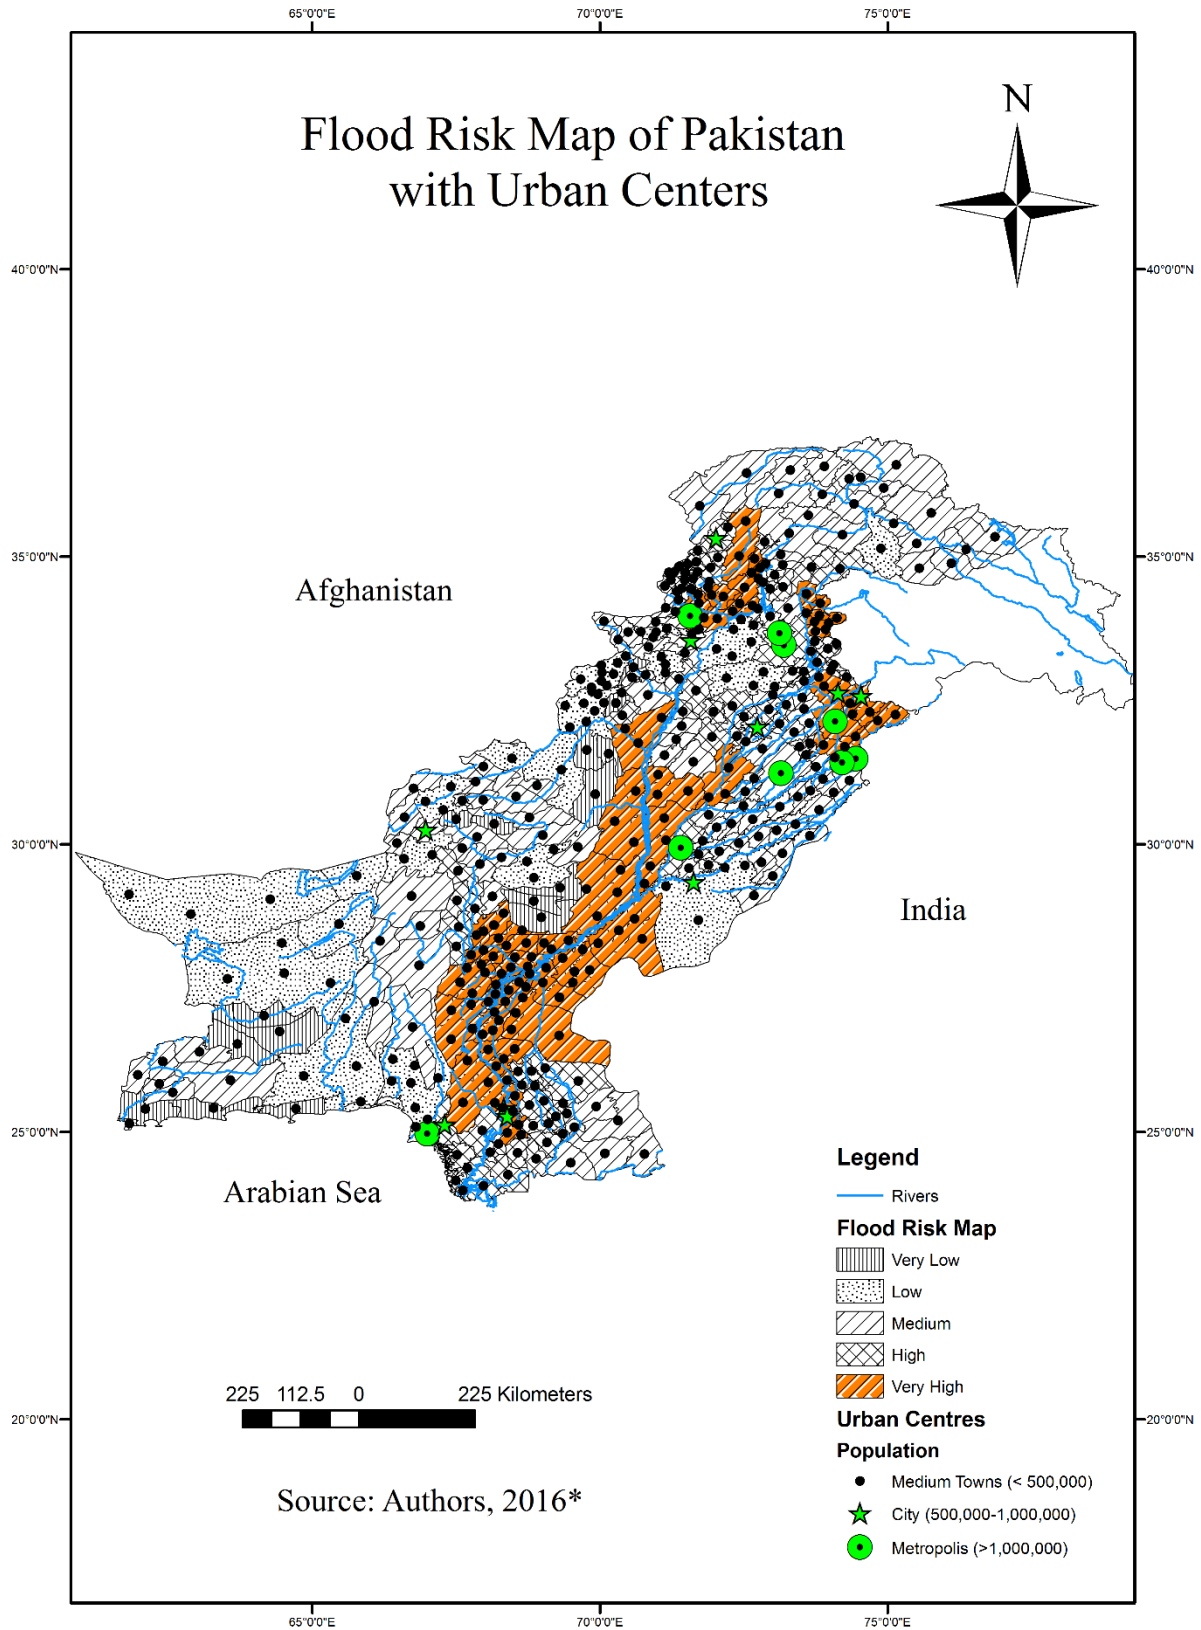 65°0'0"E
70°0'0"E
75°0'0"E
Flood Risk Map of Pakistan
with Urban Centers
N
40°0'0"N
40°0'0"N
35°0'0"N
35°0'0"N
Afghanistan
30°0'0"N
30°0'0"N
India
25°0'0"N
25°0'0"N
Arabian Sea
Legend
Rivers
Flood Risk Map
Very Low
Low
Medium
High
Very High
225 112.5 0 225 Kilometers
20°0'0"N
20°0'0"N
Urban Centres
Population
Medium Towns (< 500,000)
City (500,000-1,000,000)
Metropolis (>1,000,000)
Source: Authors, 2016*
65°0'0"E
70°0'0"E
75°0'0"E